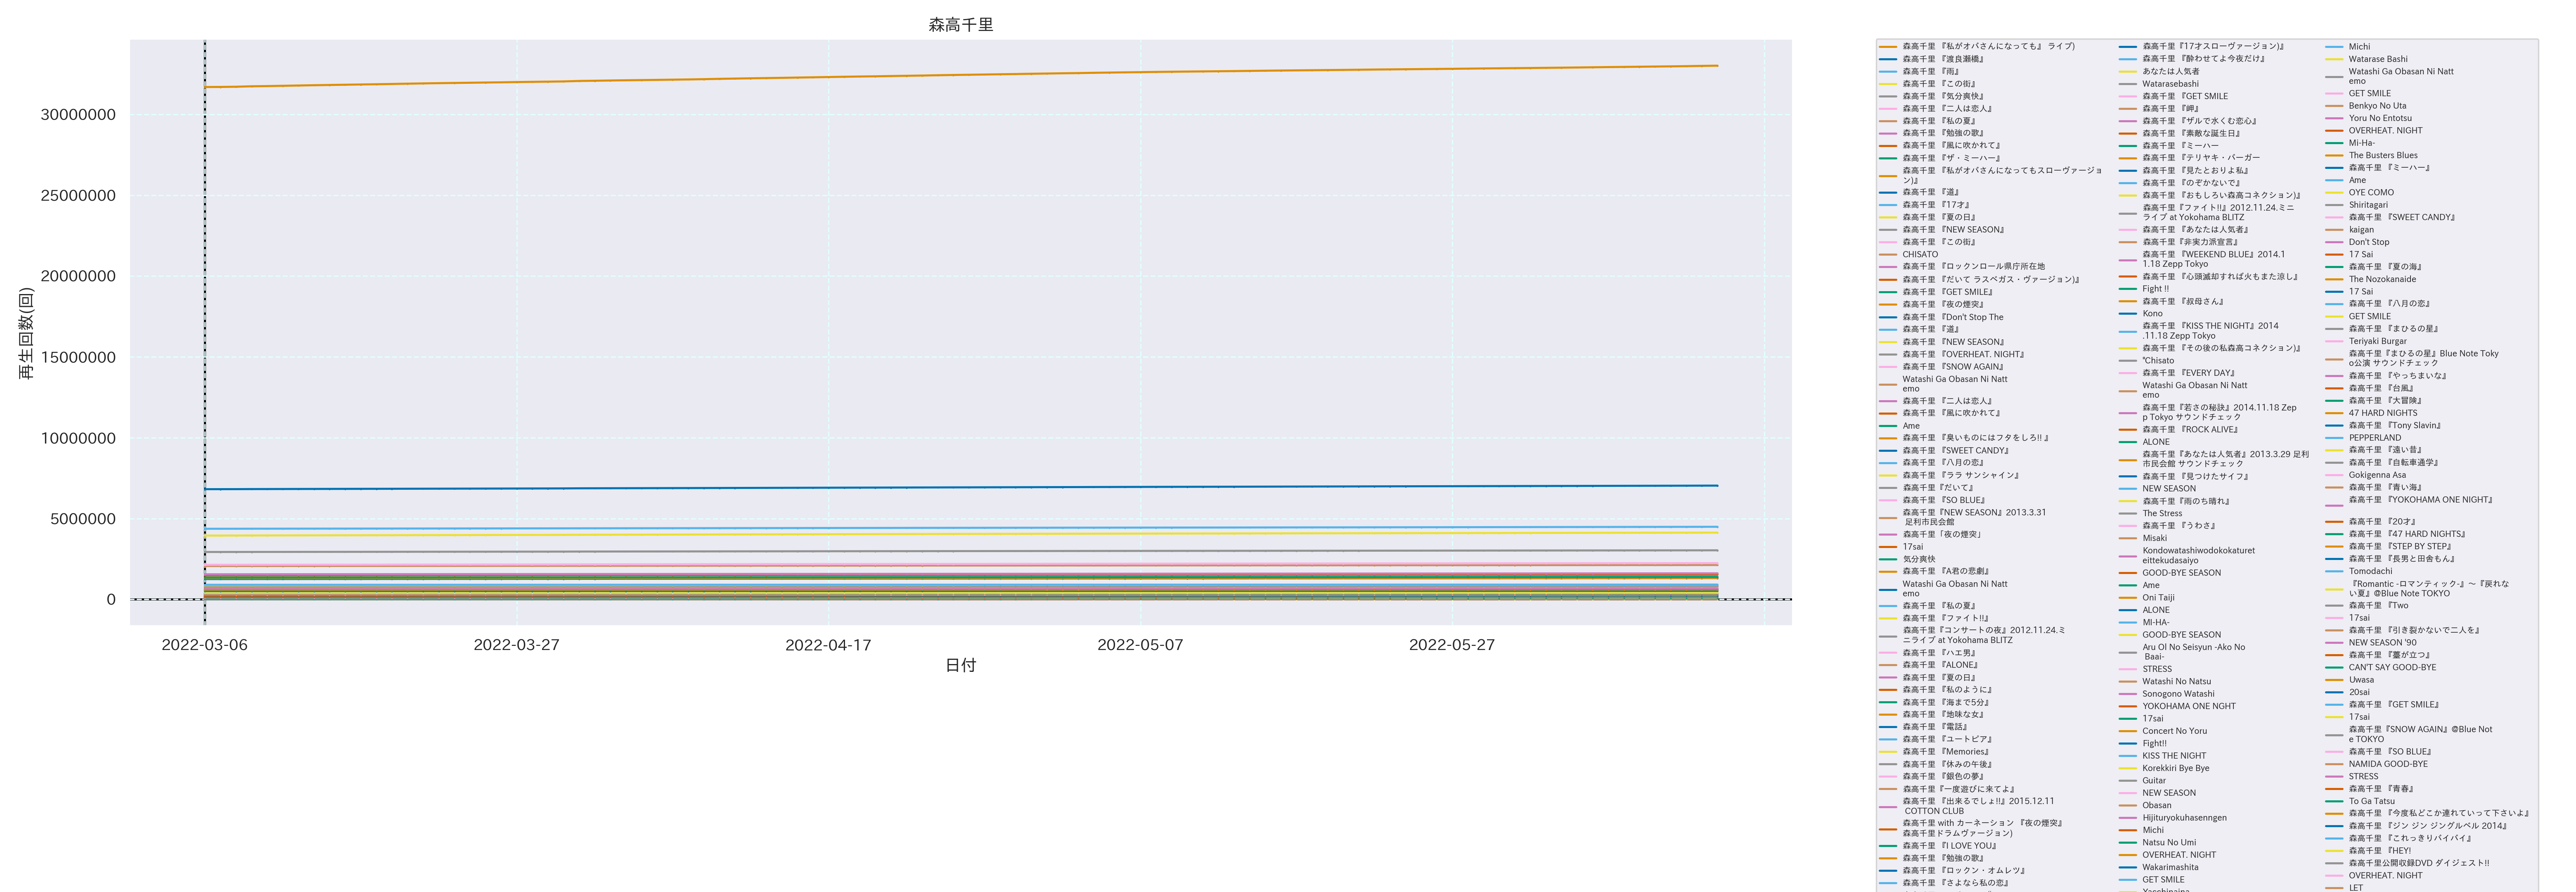 森高千里
再生回数(回)
30000000
25000000
20000000
15000000
10000000
5000000
0
2022-03-06
2022-03-27
2022-04-17
2022-05-07
2022-05-27
日付
森高千里 『私がオバさんになっても』 ライブ)
森高千里 『渡良瀬橋』
森高千里 『雨』
森高千里 『この街』
森高千里 『気分爽快』
森高千里 『二人は恋人』
森高千里 『私の夏』
森高千里 『勉強の歌』
森高千里 『風に吹かれて』
森高千里 『ザ・ミーハー』
森高千里 『私がオバさんになってもスローヴァージョ
ン)』
森高千里 『道』
森高千里 『17才』
森高千里 『夏の日』
森高千里 『NEW SEASON』
森高千里 『この街』
CHISATO
森高千里 『ロックンロール県庁所在地
森高千里 『だいて ラスベガス・ヴァージョン)』
森高千里 『GET SMILE』
森高千里 『夜の煙突』
森高千里 『Don't Stop The
森高千里 『道』
森高千里 『NEW SEASON』
森高千里 『OVERHEAT. NIGHT』
森高千里 『SNOW AGAIN』
Watashi Ga Obasan Ni Natt
emo
森高千里 『二人は恋人』
森高千里 『風に吹かれて』
Ame
森高千里 『臭いものにはフタをしろ!! 』
森高千里 『SWEET CANDY』
森高千里 『八月の恋』
森高千里 『ララ サンシャイン』
森高千里『だいて』
森高千里 『SO BLUE』
森高千里『NEW SEASON』2013.3.31
足利市民会館
森高千里「夜の煙突」
17sai
気分爽快
森高千里 『A君の悲劇』
Watashi Ga Obasan Ni Natt
emo
森高千里 『私の夏』
森高千里 『ファイト!!』
森高千里『コンサートの夜』2012.11.24.ミ
ニライブ at Yokohama BLITZ
森高千里 『ハエ男』
森高千里 『ALONE』
森高千里 『夏の日』
森高千里 『私のように』
森高千里 『海まで5分』
森高千里 『地味な女』
森高千里 『電話』
森高千里 『ユートピア』
森高千里 『Memories』
森高千里 『休みの午後』
森高千里 『銀色の夢』
森高千里『一度遊びに来てよ』
森高千里 『出来るでしょ!!』2015.12.11
COTTON CLUB
森高千里 with カーネーション 『夜の煙突』
森高千里ドラムヴァージョン)
森高千里 『I LOVE YOU』
森高千里 『勉強の歌』
森高千里 『ロックン・オムレツ』
森高千里 『さよなら私の恋』
森高千里『17才スローヴァージョン)』
森高千里 『酔わせてよ今夜だけ』
あなたは人気者
Watarasebashi
森高千里 『GET SMILE
森高千里 『岬』
森高千里 『ザルで水くむ恋心』
森高千里 『素敵な誕生日』
森高千里 『ミーハー
森高千里 『テリヤキ・バーガー
森高千里 『見たとおりよ私』
森高千里 『のぞかないで』
森高千里 『おもしろい森高コネクション)』
森高千里『ファイト!!』2012.11.24.ミニ
ライブ at Yokohama BLITZ
森高千里 『あなたは人気者』
森高千里『非実力派宣言』
森高千里 『WEEKEND BLUE』2014.1
1.18 Zepp Tokyo
森高千里 『心頭滅却すれば火もまた涼し』
Fight !!
森高千里 『叔母さん』
Kono
森高千里 『KISS THE NIGHT』2014
.11.18 Zepp Tokyo
森高千里 『その後の私森高コネクション)』
"Chisato
森高千里 『EVERY DAY』
Watashi Ga Obasan Ni Natt
emo
森高千里『若さの秘訣』2014.11.18 Zep
p Tokyo サウンドチェック
森高千里 『ROCK ALIVE』
ALONE
森高千里『あなたは人気者』2013.3.29 足利
市民会館 サウンドチェック
森高千里 『見つけたサイフ』
NEW SEASON
森高千里『雨のち晴れ』
The Stress
森高千里 『うわさ』
Misaki
Kondowatashiwodokokaturet
eittekudasaiyo
GOOD-BYE SEASON
Ame
Oni Taiji
ALONE
MI-HA-
GOOD-BYE SEASON
Aru OI No Seisyun -Ako No
Baai-
STRESS
Watashi No Natsu
Sonogono Watashi
YOKOHAMA ONE NGHT
17sai
Concert No Yoru
Fight!!
KISS THE NIGHT
Korekkiri Bye Bye
Guitar
NEW SEASON
Obasan
Hijituryokuhasenngen
Michi
Natsu No Umi
OVERHEAT. NIGHT
Wakarimashita
GET SMILE
Michi
Watarase Bashi
Watashi Ga Obasan Ni Natt
emo
GET SMILE
Benkyo No Uta
Yoru No Entotsu
OVERHEAT. NIGHT
Mi-Ha-
The Busters Blues
森高千里 『ミーハー』
Ame
OYE COMO
Shiritagari
森高千里 『SWEET CANDY』
kaigan
Don't Stop
17 Sai
森高千里 『夏の海』
The Nozokanaide
17 Sai
森高千里 『八月の恋』
GET SMILE
森高千里 『まひるの星』
Teriyaki Burgar
森高千里『まひるの星』Blue Note Toky
o公演 サウンドチェック
森高千里 『やっちまいな』
森高千里 『台風』
森高千里 『大冒険』
47 HARD NIGHTS
森高千里 『Tony Slavin』
PEPPERLAND
森高千里 『遠い昔』
森高千里 『自転車通学』
Gokigenna Asa
森高千里 『青い海』
森高千里 『YOKOHAMA ONE NIGHT』
森高千里 『20才』
森高千里 『47 HARD NIGHTS』
森高千里 『STEP BY STEP』
森高千里 『長男と田舎もん』
Tomodachi
『Romantic -ロマンティック-』～『戻れな
い夏』@Blue Note TOKYO
森高千里 『Two
17sai
森高千里 『引き裂かないで二人を』
NEW SEASON '90
森高千里 『薹が立つ』
CAN'T SAY GOOD-BYE
Uwasa
20sai
森高千里 『GET SMILE』
17sai
森高千里『SNOW AGAIN』@Blue Not
e TOKYO
森高千里 『SO BLUE』
NAMIDA GOOD-BYE
STRESS
森高千里 『青春』
To Ga Tatsu
森高千里 『今度私どこか連れていって下さいよ』
森高千里 『ジン ジン ジングルベル 2014』
森高千里 『これっきりバイバイ』
森高千里 『HEY!
森高千里公開収録DVD ダイジェスト!!
OVERHEAT. NIGHT
LET